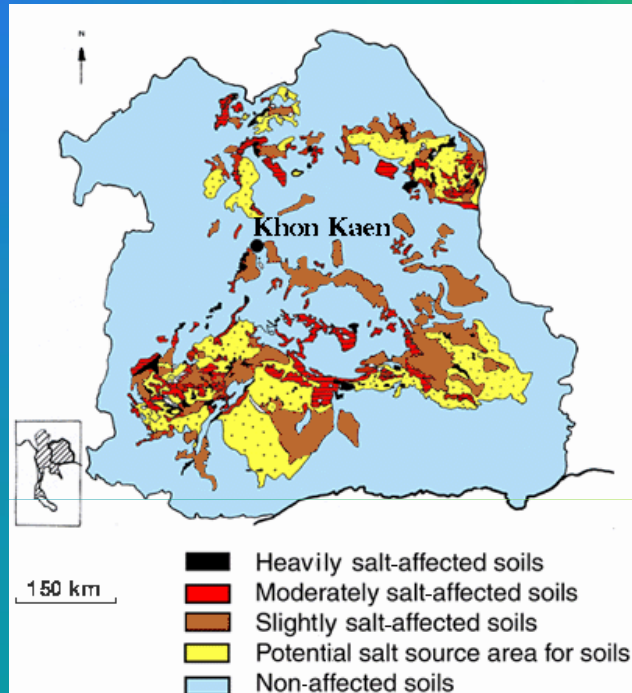 N
Khon Kaen
150 km
Heavily salt-affected soils
Moderately salt-affected soils
Slightly salt-affected soils
Potential salt source area for soils
Non-affected soils